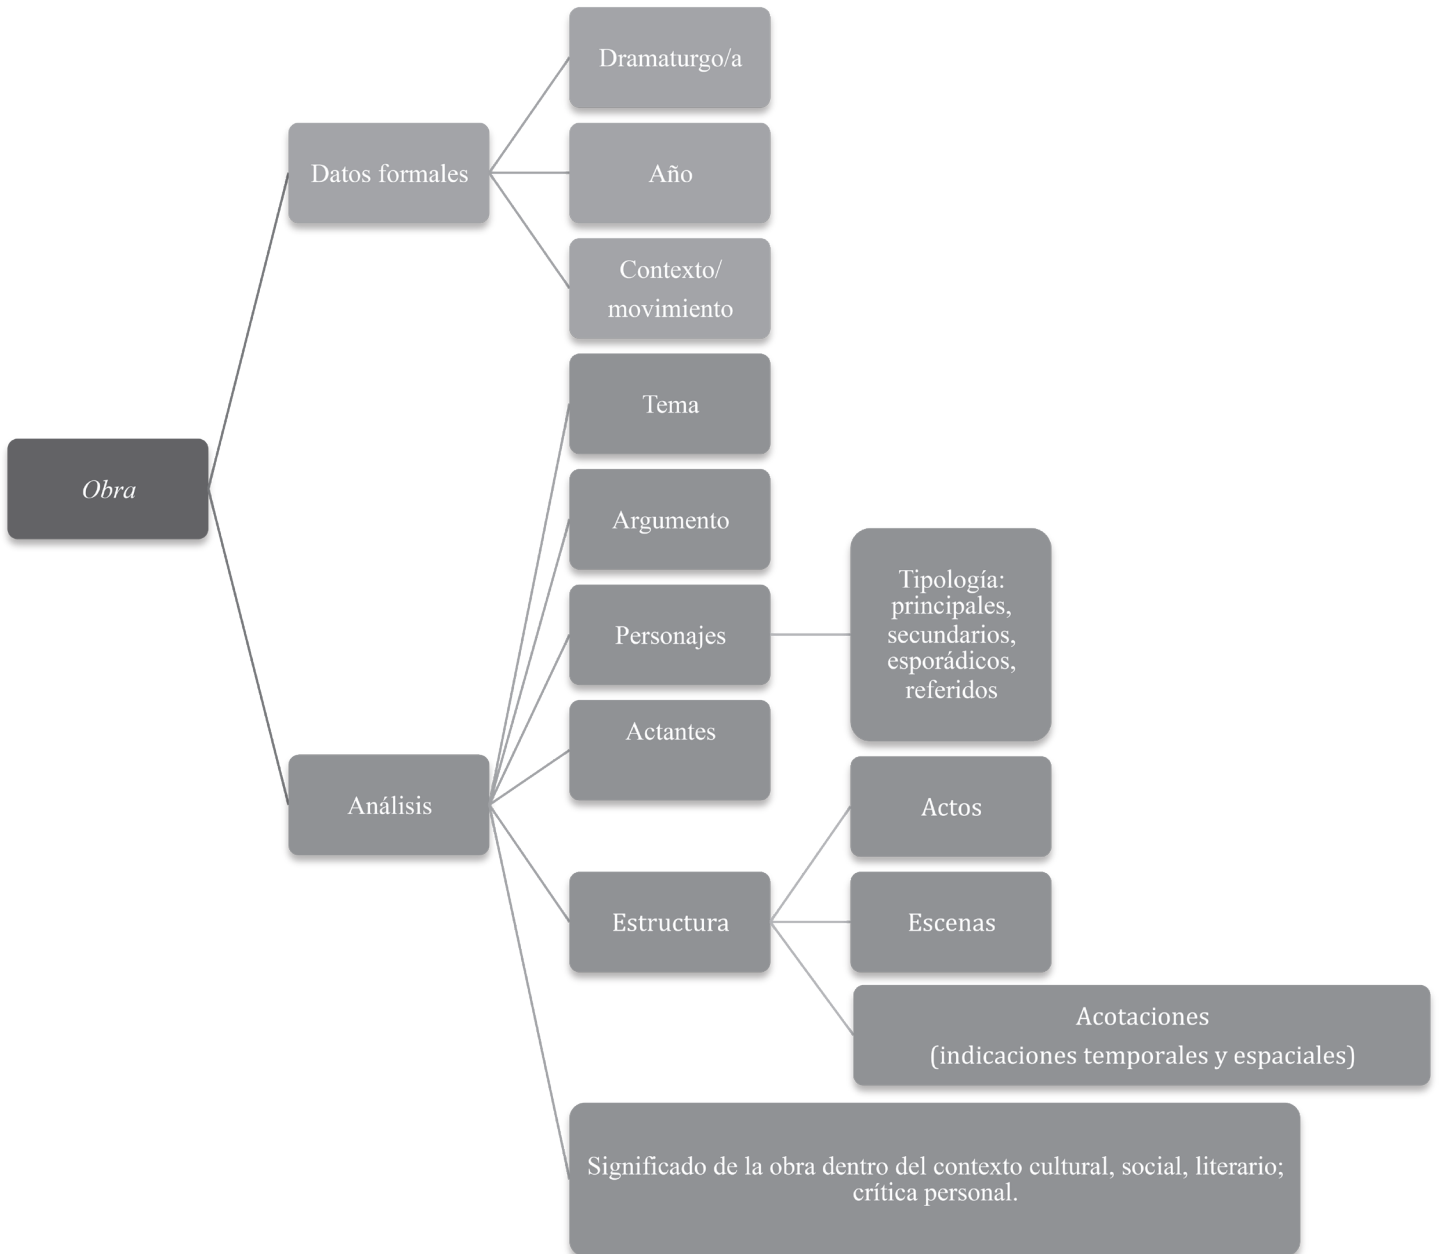 Obra
Datos formales
Dramaturgo/a
Año
Contexto/
movimiento
Análisis
Tema
Argumento
Personajes
Tipología:
principales,
secundarios,
esporádicos,
referidos
Actantes
Estructura
Actos
Escenas
Acotaciones
(indicaciones temporales y espaciales)
Significado de la obra dentro del contexto cultural, social, literario;
crítica personal.